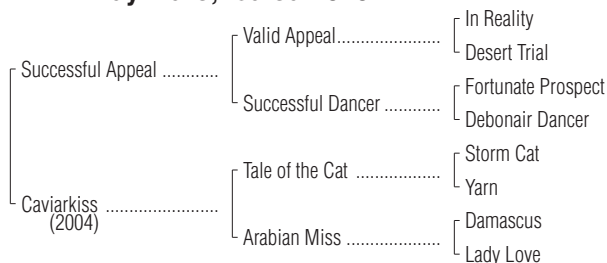 In Reality
Valid Appeal
Desert Trial
Successful Appeal
Fortunate Prospect
Successful Dancer
Debonair Dancer
Storm Cat
Tale of the Cat
Yarn
Caviarkiss
(2004)
Damascus
Arabian Miss
Lady Love